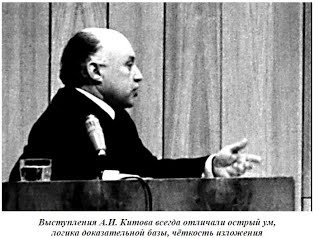 Выступления А.И. Китова всегда отличали острый ум,
логика доказательной базы, чёткость изложения